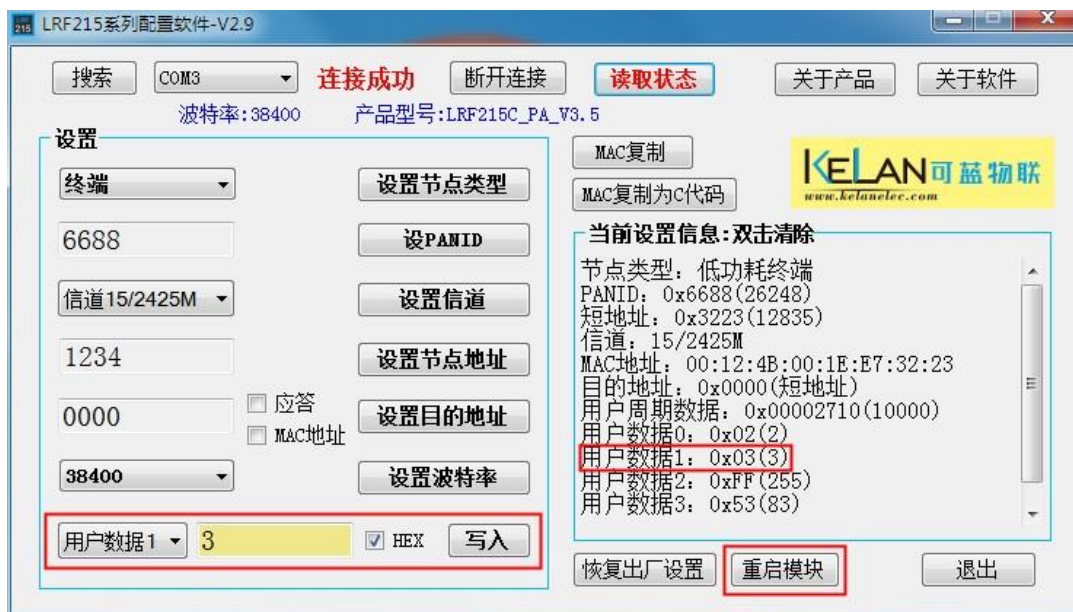 LRF215系列配置软件-V2.9
搜索 COM3 连接成功 断开连接 读取状态 关于产品 关于软件
波特率:38400 产品型号:LRF215C_PA_V3.5
设置
终端 设置节点类型
6688 设PANID
信道15/2425M 设置信道
1234 设置节点地址
0000 应答 MAC地址 设置目的地址
38400 设置波特率
用户数据1 3 HEX 写入
MAC复制
MAC复制为C代码
KELAN可蓝物联
www.kelanelec.com
当前设置信息:双击清除
节点类型: 低功耗终端
PANID: 0x6688(26248)
短地址: 0x3223(12835)
信道: 15/2425M
MAC地址: 00:12:4B:00:1E:E7:32:23
目的地址: 0x0000(短地址)
用户周期数据: 0x00002710(10000)
用户数据0: 0x02(2)
用户数据1: 0x03(3)
用户数据2: 0xFF(255)
用户数据3: 0x53(83)
恢复出厂设置 重启模块 退出